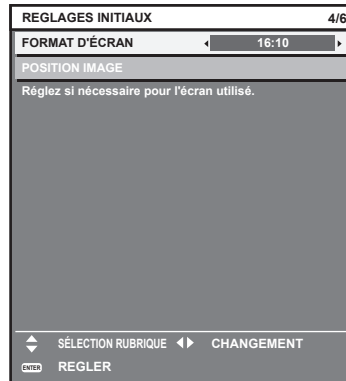 REGLAGES INITIAUX 4/6
FORMAT D'ÉCRAN 16:10
POSITION IMAGE
Réglez si nécessaire pour l'écran utilisé.
SÉLECTION RUBRIQUE CHANGEMENT
ENTER REGLER